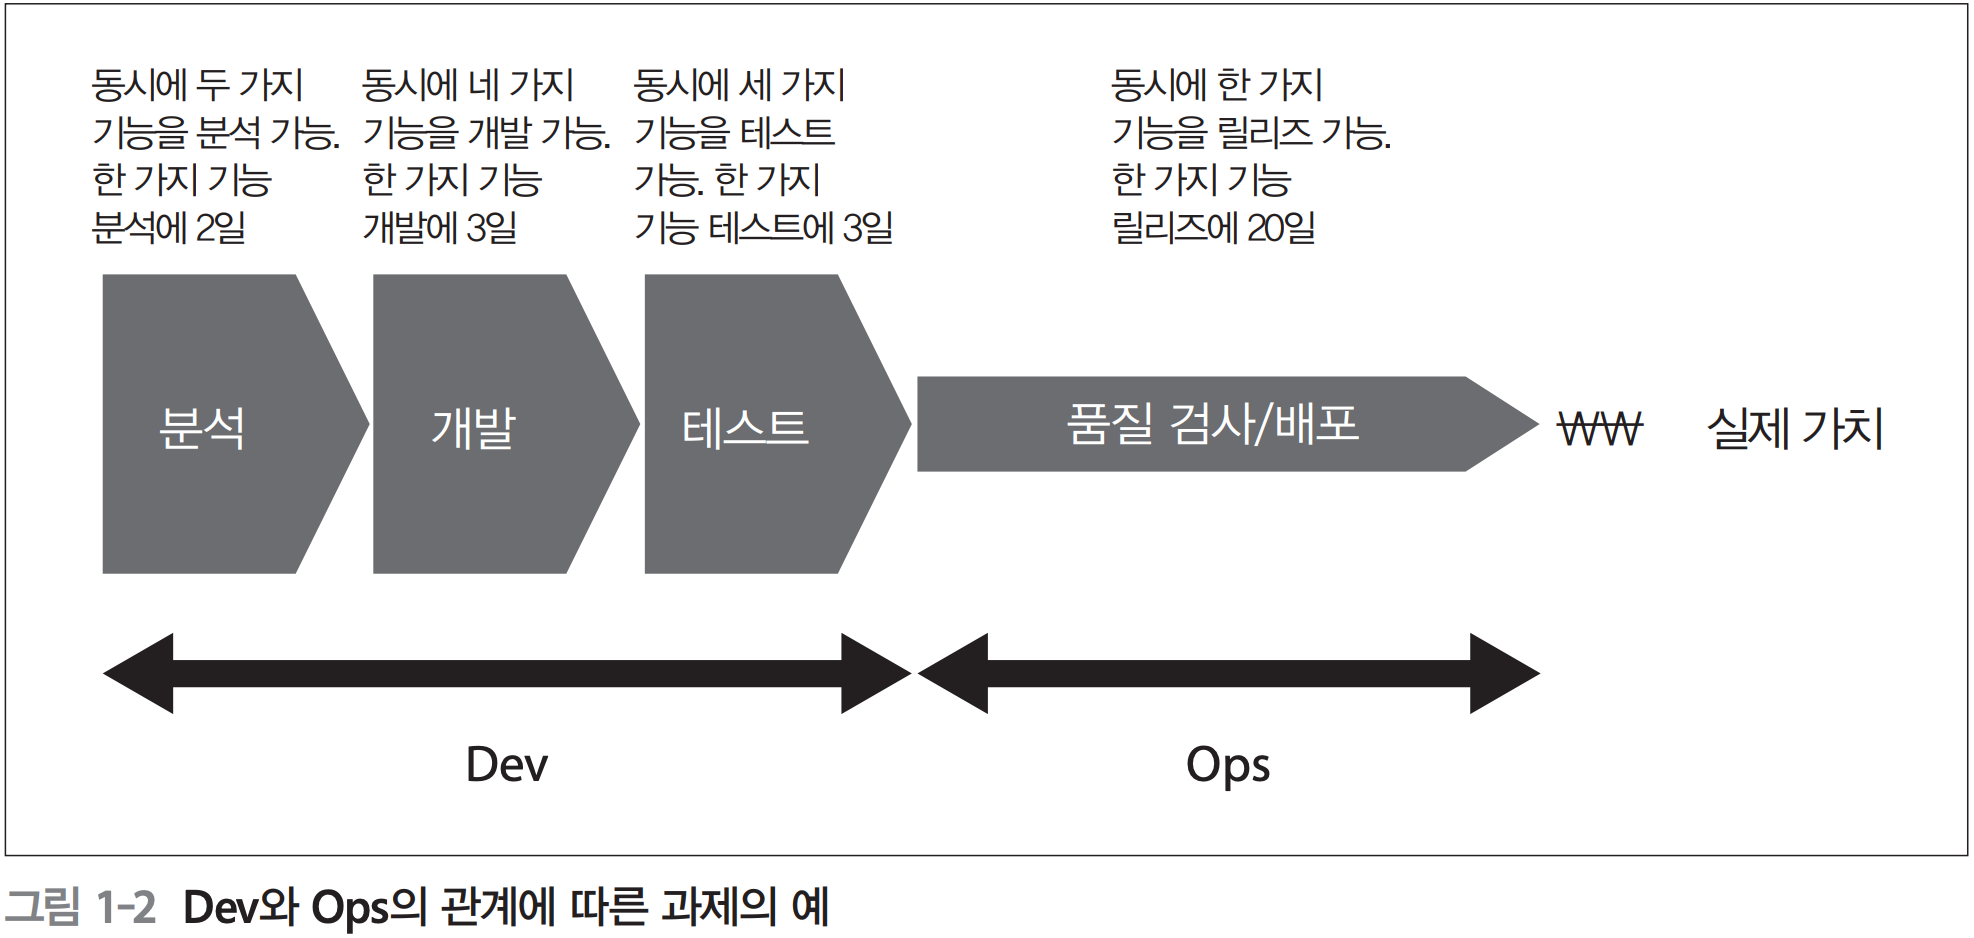 동시에 두 가지
기능을 분석 가능.
한 가지 기능
분석에 2일
동시에 네 가지
기능을 개발 가능.
한 가지 기능
개발에 3일
동시에 세 가지
기능을 테스트
가능. 한 가지
기능 테스트에 3일
동시에 한 가지
기능을 릴리즈 가능.
한 가지 기능
릴리즈에 20일
분석
개발
테스트
품질 검사/배포
₩₩ 실제 가치
Dev
Ops
그림 1-2 Dev와 Ops의 관계에 따른 과제의 예